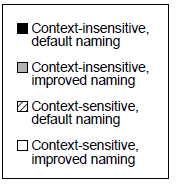 Context-insensitive,
default naming
Context-insensitive,
improved naming
Context-sensitive,
default naming
Context-sensitive,
improved naming